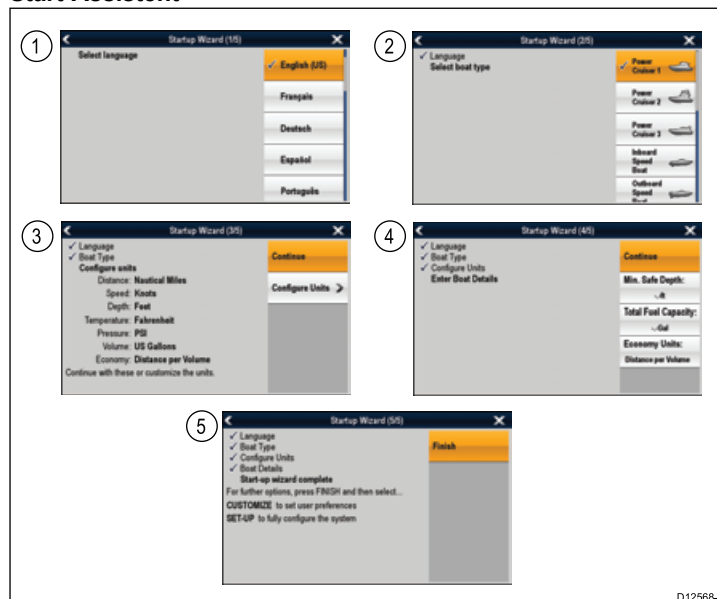 Start Assistent
1
Startup Wizard (1/5)
Select language
English (US)
Français
Deutsch
Español
Português
2
Startup Wizard (2/5)
Language
Select boat type
Power
Cruiser 1
Power
Cruiser 2
Power
Cruiser 3
Inboard
Speed
Boat
Outboard
Speed
Boat
3
Startup Wizard (3/5)
Language
Boat Type
Configure units
Distance: Nautical Miles
Speed: Knots
Depth: Feet
Temperature: Fahrenheit
Pressure: PSI
Volume: US Gallons
Economy: Distance per Volume
Continue with these or customize the units.
Continue
Configure Units
4
Startup Wizard (4/5)
Language
Boat Type
Configure Units
Enter Boat Details
Continue
Min. Safe Depth:
-.-ft
Total Fuel Capacity:
-.-Gal
Economy Units:
Distance per Volume
5
Startup Wizard (5/5)
Language
Boat Type
Configure Units
Boat Details
Start-up wizard complete
For further options, press FINISH and then select...
CUSTOMIZE to set user preferences
SET-UP to fully configure the system
Finish
D12568-